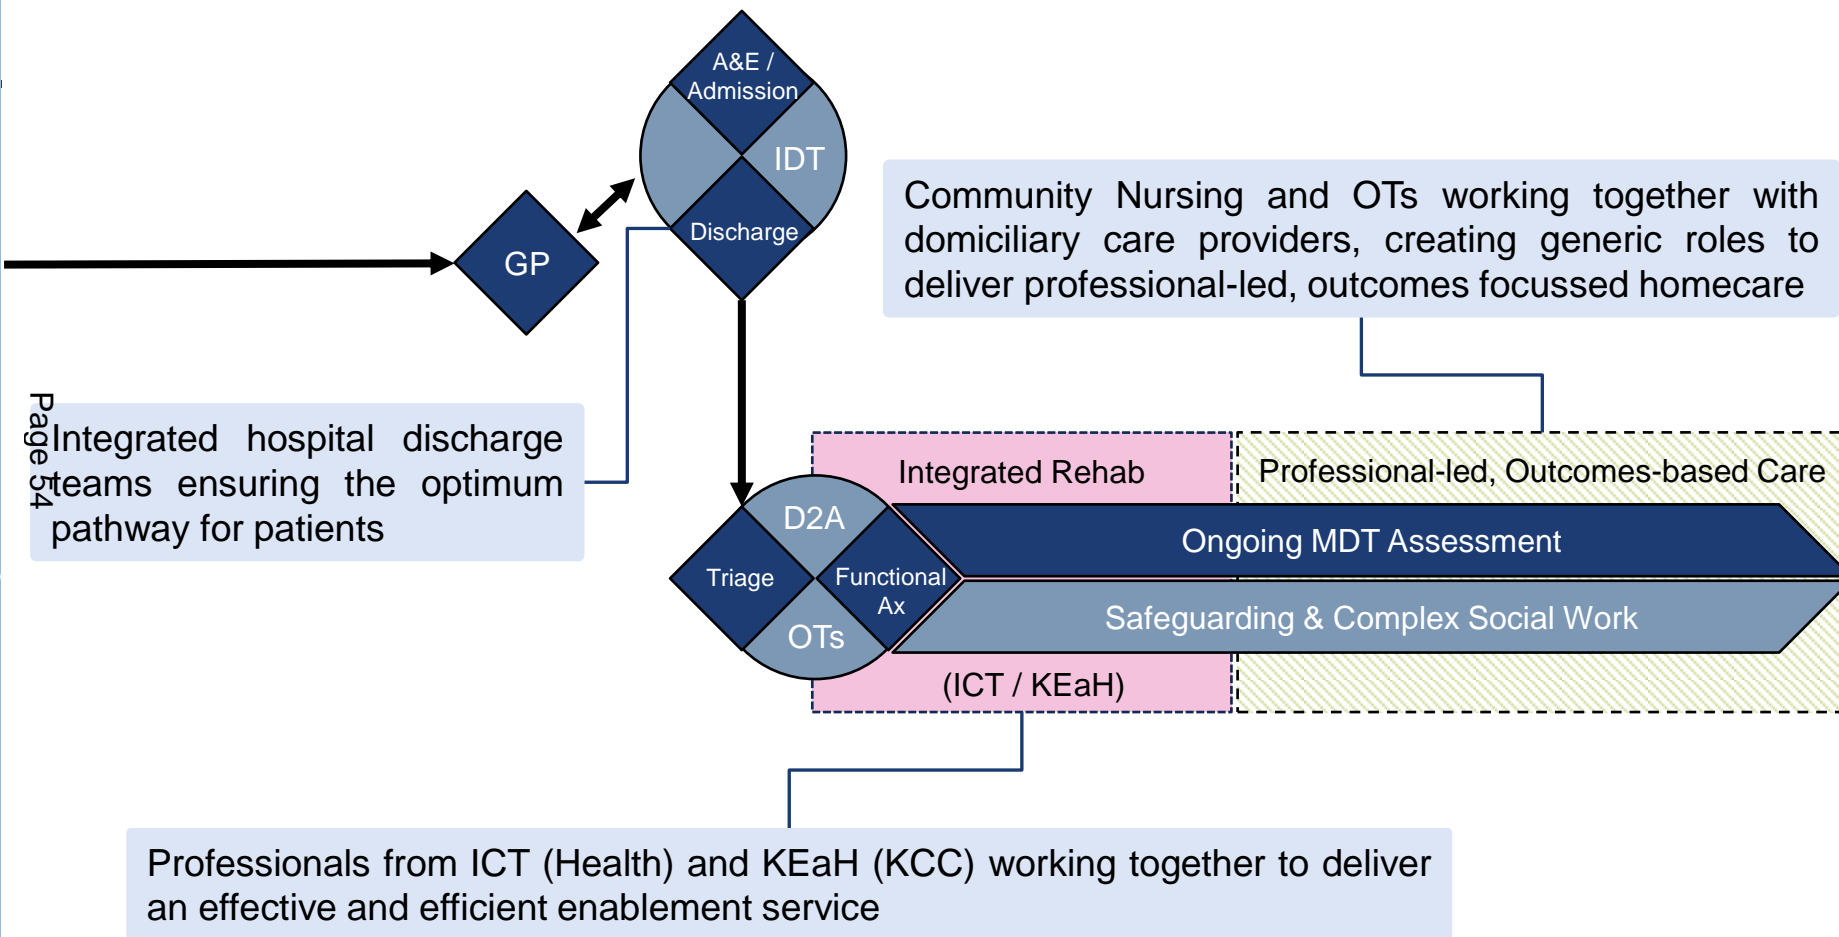 A&E /
Admission
IDT
Discharge
GP
Community Nursing and OTs working together with
domiciliary care providers, creating generic roles to
deliver professional-led, outcomes focussed homecare
Page 54
Integrated hospital discharge
teams ensuring the optimum
pathway for patients
Integrated Rehab
Professional-led, Outcomes-based Care
D2A
Triage
Functional
Ax
OTs
Ongoing MDT Assessment
Safeguarding & Complex Social Work
(ICT / KEaH)
Professionals from ICT (Health) and KEaH (KCC) working together to deliver
an effective and efficient enablement service